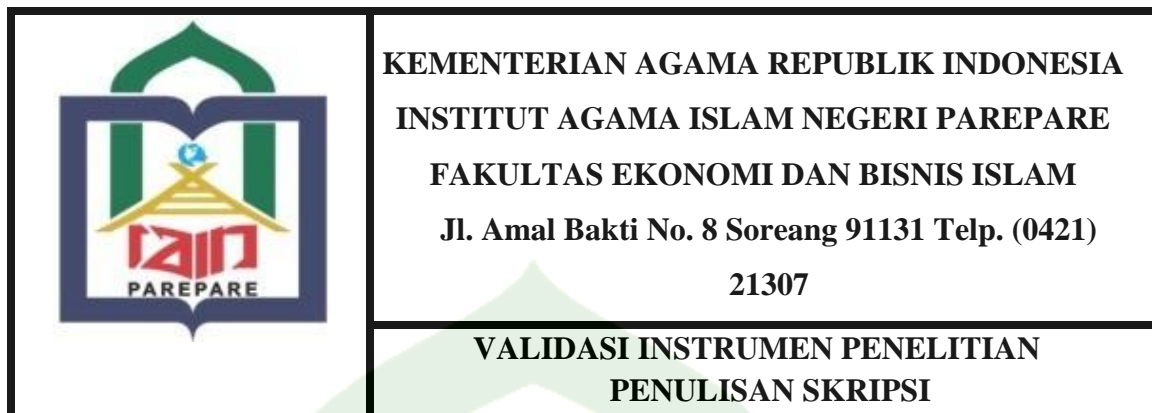 iain
PAREPARE
KEMENTERIAN AGAMA REPUBLIK INDONESIA
INSTITUT AGAMA ISLAM NEGERI PAREPARE
FAKULTAS EKONOMI DAN BISNIS ISLAM
Jl. Amal Bakti No. 8 Soreang 91131 Telp. (0421)
21307
VALIDASI INSTRUMEN PENELITIAN
PENULISAN SKRIPSI